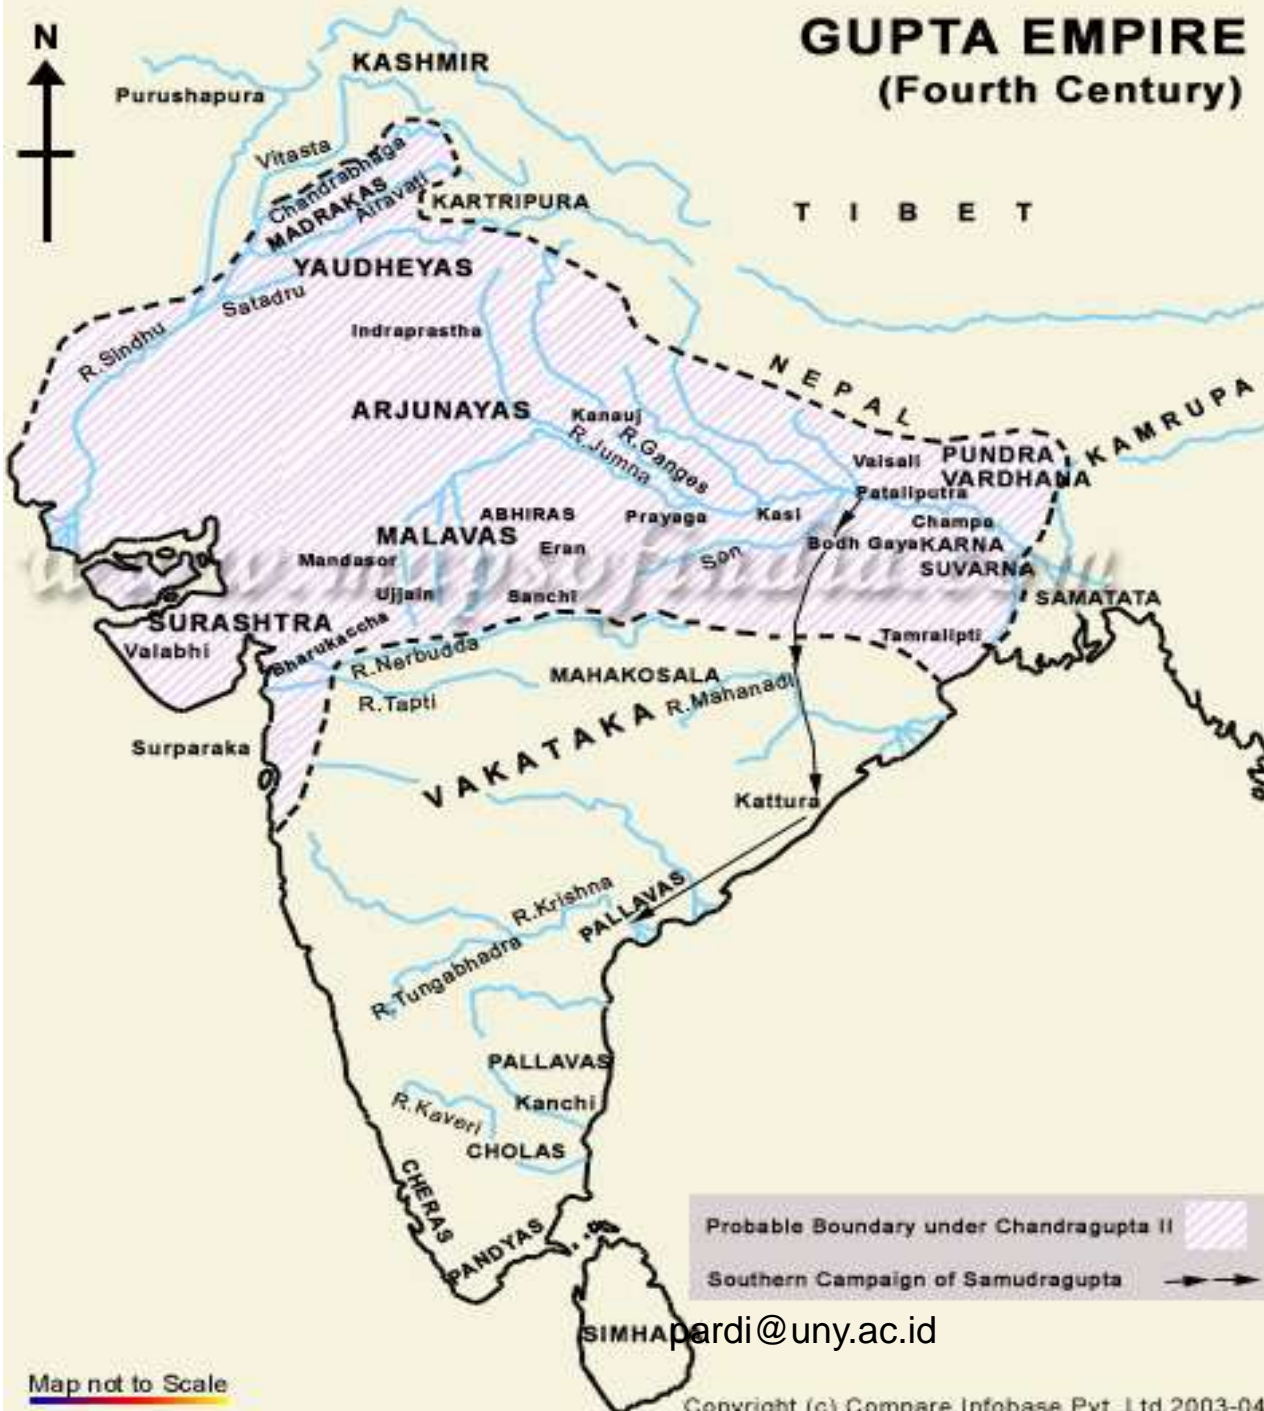 GUPTA EMPIRE
(Fourth Century)
N
KASHMIR
Purushapura
Vitasta
Chandrabhaga
MADRAKAS
Airavati
KARTRIPURA
T I B E T
YAUDHEYAS
Satadru
R.Sindhu
Indraprastha
NEPAL
ARJUNAYAS
Kanauj
R.Ganges
R.Jumna
KAMRUPA
Vaisali
PUNDRA
VARDHANA
Pataliputra
ABHIRAS
Prayaga
Kasi
Champa
MALAVAS
Eran
Son
Bodh Gaya
KARNA
SUVARNA
Mandasor
www.mapsofindia.com
Ujjain
Sanchi
SAMATATA
SURASHTRA
Valabhi
Bharukaccha
Tamralipti
R.Nerbudda
MAHAKOSALA
R.Mahanadi
R.Tapti
VAKATAKA
Surparaka
Kattura
R.Krishna
PALLAVAS
R.Tungabhadra
PALLAVAS
Kanchi
R.Kaveri
CHOLAS
CHERAS
PANDYAS
Probable Boundary under Chandragupta II
Southern Campaign of Samudragupta
SIMHA
pardi@uny.ac.id
Map not to Scale
Copyright (c) Compare Infobase Pvt. Ltd 2003-04